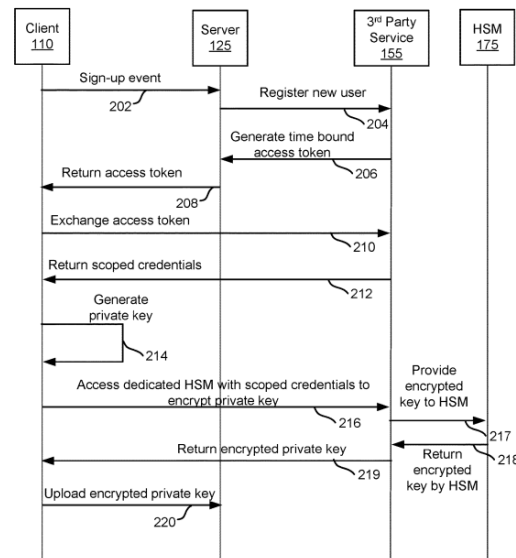 Client
110
Server
125
3rd Party
Service
155
HSM
175
Sign-up event
202
Register new user
204
Generate time bound
access token
206
Return access token
208
Exchange access token
210
Return scoped credentials
212
Generate
private key
214
Access dedicated HSM with scoped credentials to
encrypt private key
216
Provide
encrypted
key to HSM
217
Return
encrypted
key by HSM
218
Return encrypted private key
219
Upload encrypted private key
220